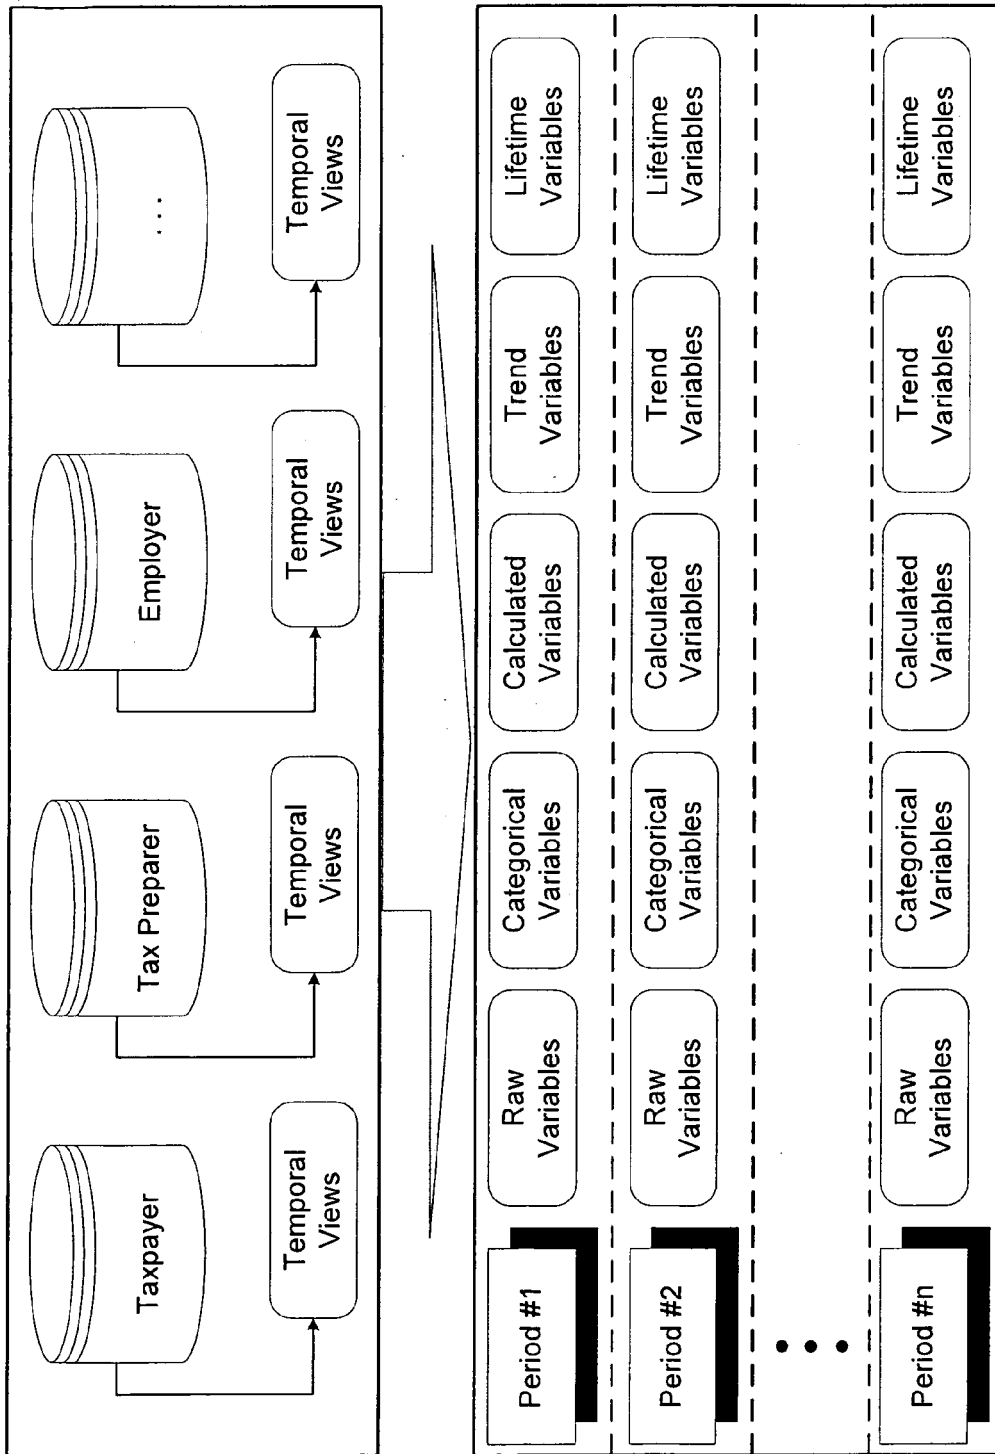 Taxpayer
Tax Preparer
Employer
. . .
Temporal
Views
Temporal
Views
Temporal
Views
Temporal
Views
Period #1
Raw
Variables
Categorical
Variables
Calculated
Variables
Trend
Variables
Lifetime
Variables
Period #2
Raw
Variables
Categorical
Variables
Calculated
Variables
Trend
Variables
Lifetime
Variables
• • •
Period #n
Raw
Variables
Categorical
Variables
Calculated
Variables
Trend
Variables
Lifetime
Variables